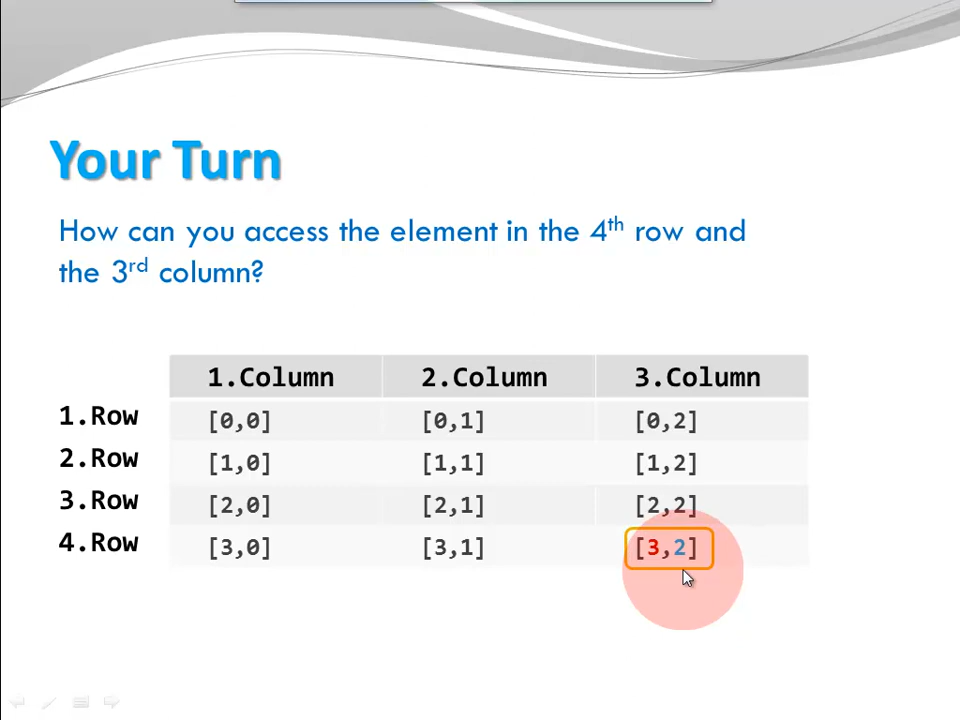 Your Turn
How can you access the element in the 4th row and
the 3rd column?
1.Column 2.Column 3.Column
1.Row [0,0] [0,1] [0,2]
2.Row [1,0] [1,1] [1,2]
3.Row [2,0] [2,1] [2,2]
4.Row [3,0] [3,1] [3,2]